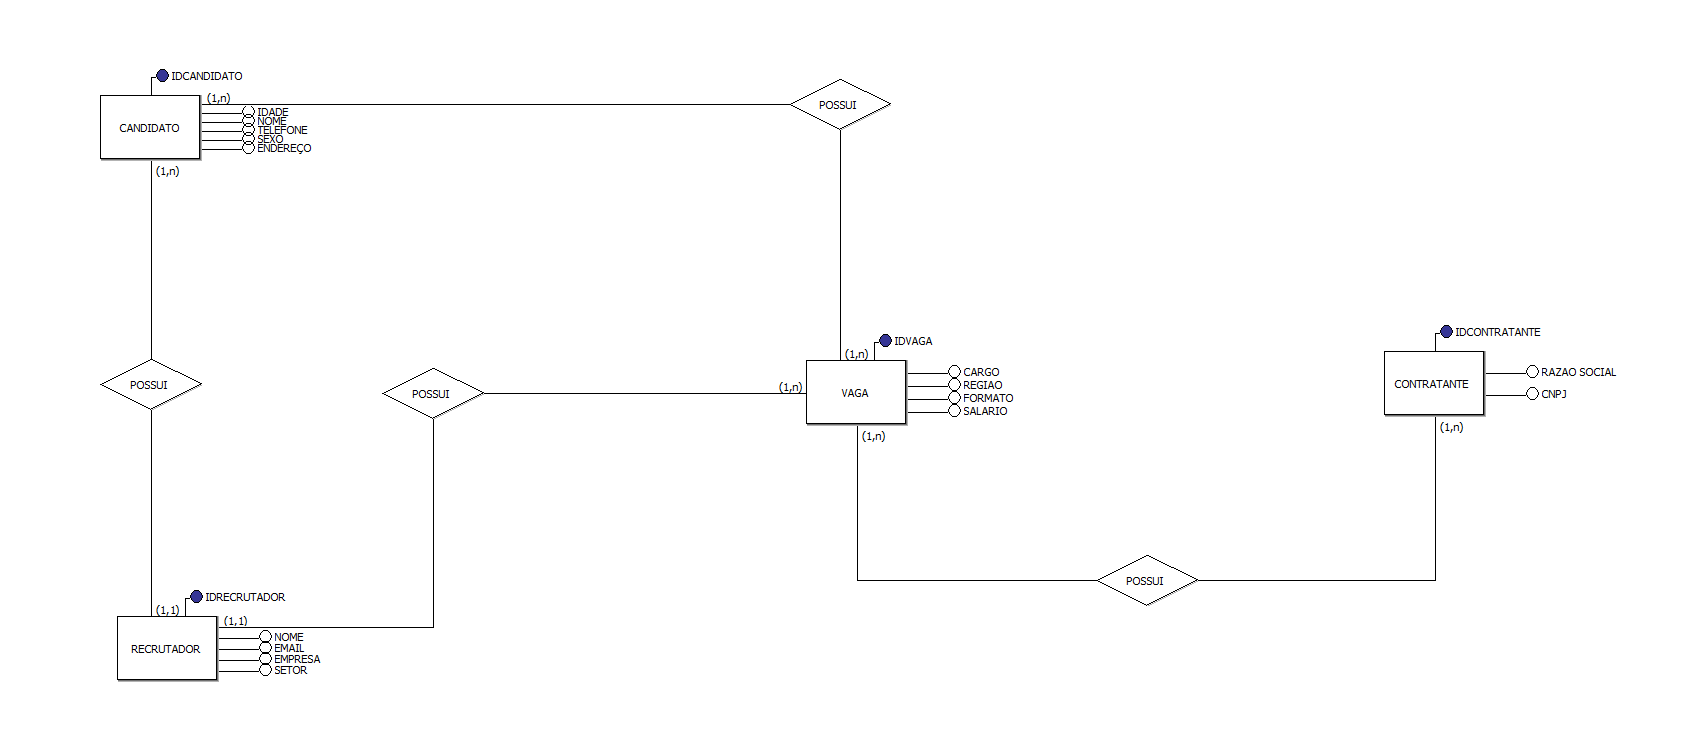 IDCANDIDATO
CANDIDATO
(1,n)
IDADE
NOME
TELEFONE
SEXO
ENDEREÇO
(1,n)
POSSUI
POSSUI
(1,1)
IDRECRUTADOR
RECRUTADOR
(1,1)
NOME
EMAIL
EMPRESA
SETOR
POSSUI
(1,n)
(1,n)
IDVAGA
VAGA
CARGO
REGIAO
FORMATO
SALARIO
(1,n)
POSSUI
IDCONTRATANTE
CONTRATANTE
RAZAO SOCIAL
CNPJ
(1,n)